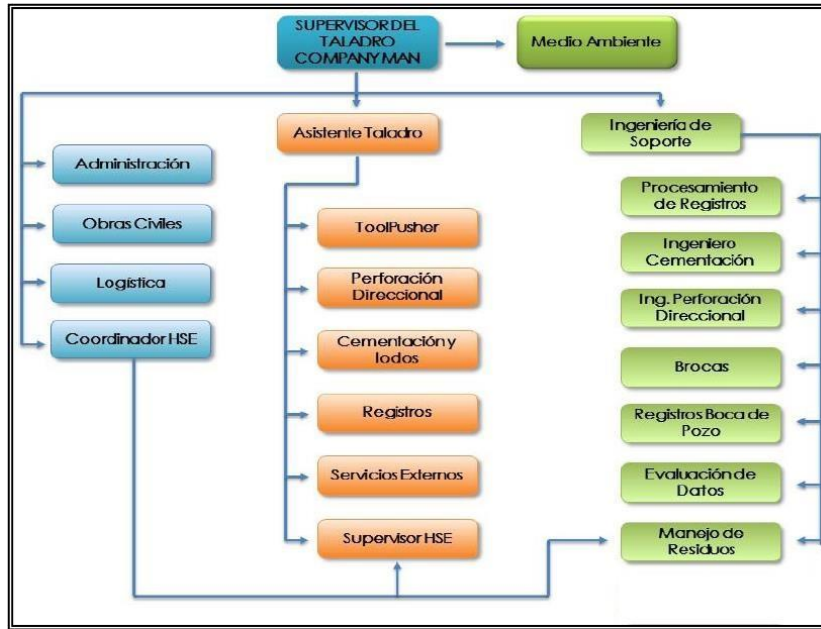 SUPERVISOR DEL
TALADRO
COMPANY MAN
Medio Ambiente
Asistente Taladro
Ingeniería de
Soporte
Administración
Obras Civiles
Logística
Coordinador HSE
ToolPusher
Perforación
Direccional
Cementación y
lodos
Registros
Servicios Externos
Supervisor HSE
Procesamiento
de Registros
Ingeniero
Cementación
Ing. Perforación
Direccional
Brocas
Registros Boca de
Pozo
Evaluación de
Datos
Manejo de
Residuos